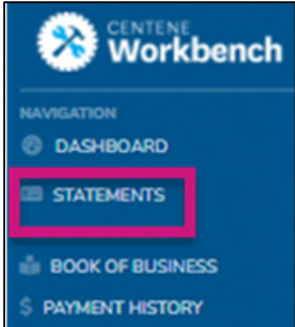 CENTENE
Workbench
NAVIGATION
DASHBOARD
STATEMENTS
BOOK OF BUSINESS
$ PAYMENT HISTORY